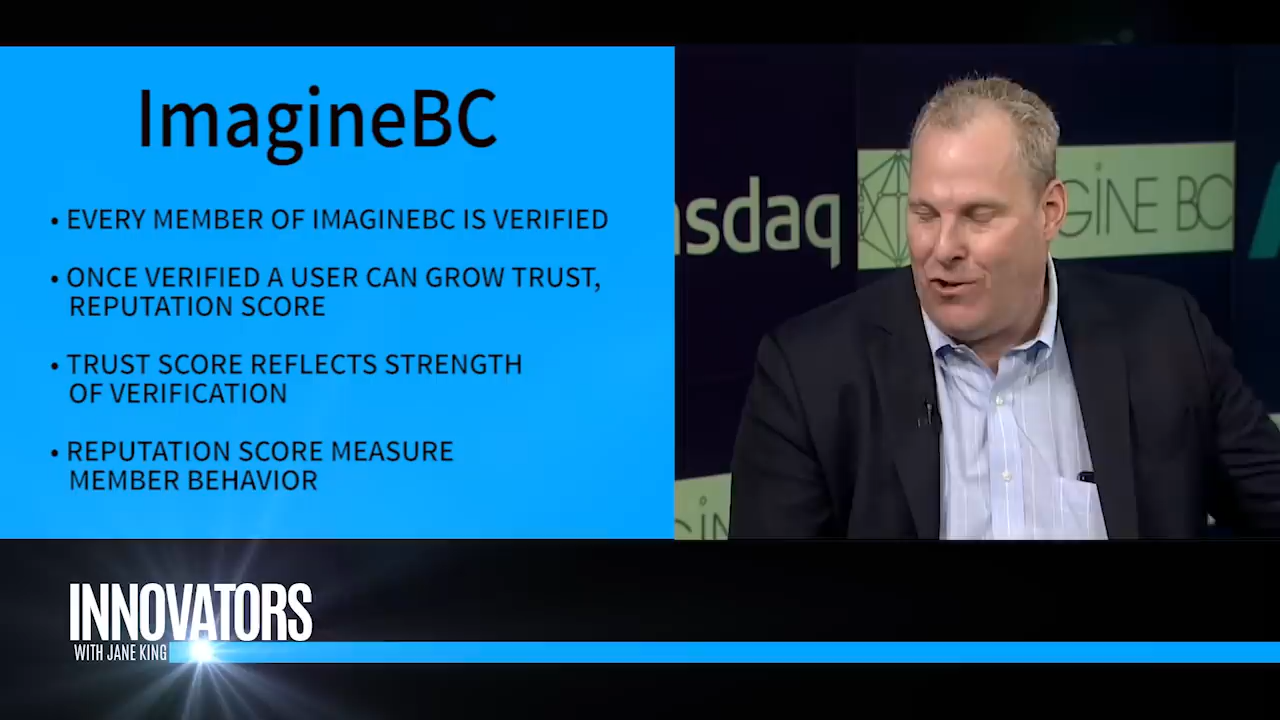 ImagineBC
• EVERY MEMBER OF IMAGINEBC IS VERIFIED
• ONCE VERIFIED A USER CAN GROW TRUST,
REPUTATION SCORE
• TRUST SCORE REFLECTS STRENGTH
OF VERIFICATION
• REPUTATION SCORE MEASURE
MEMBER BEHAVIOR
sdaq
GINE BC
GIN
INNOVATORS
WITH JANE KING